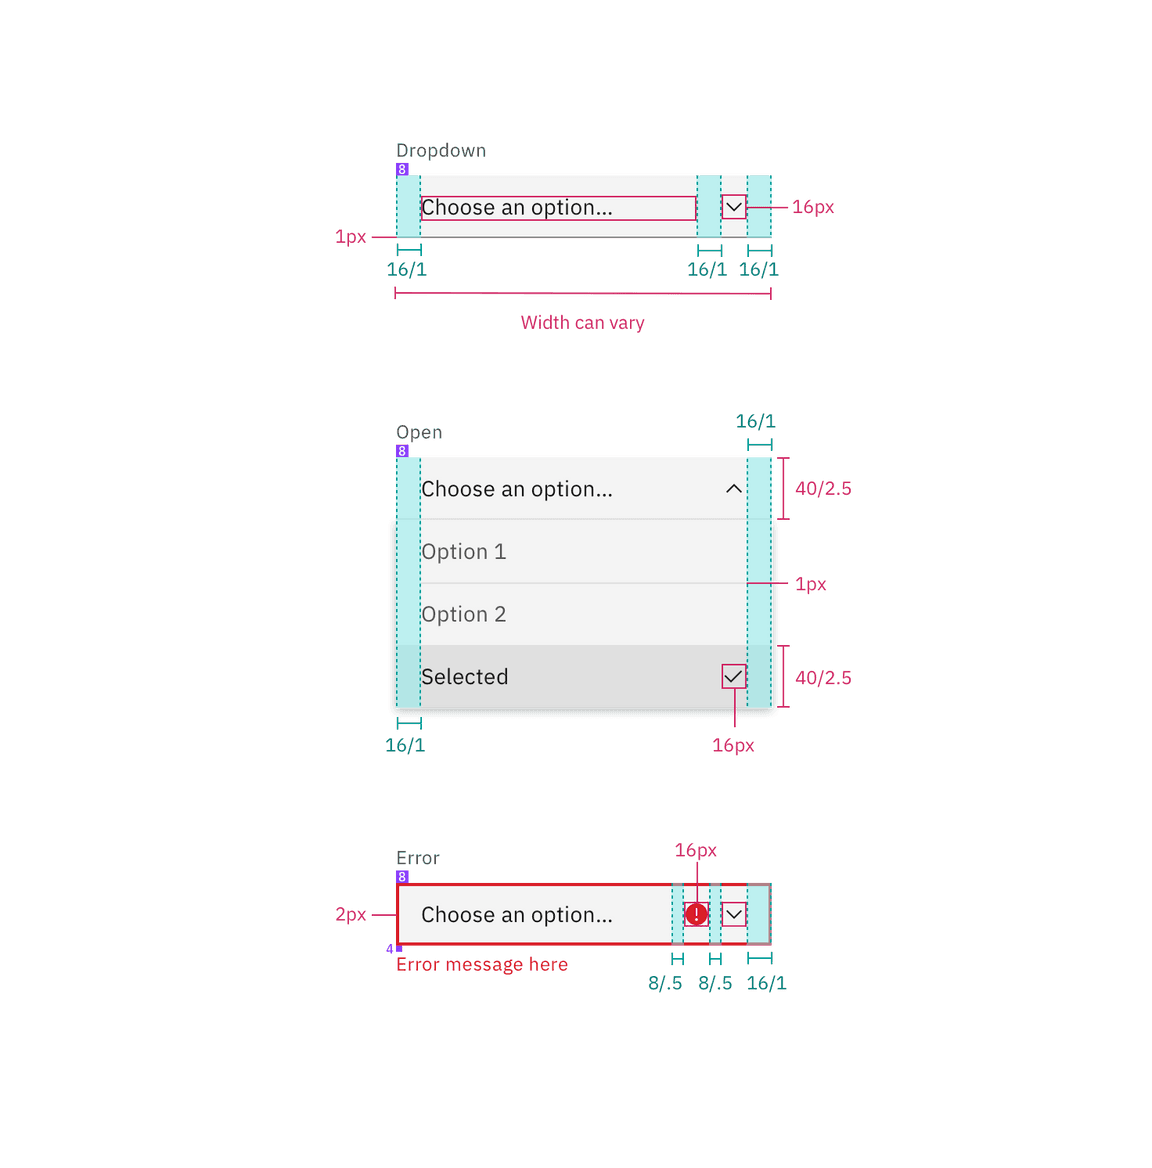 Dropdown
8
Choose an option...
16px
1px
16/1
16/1
16/1
Width can vary
16/1
Open
8
Choose an option...
40/2.5
Option 1
1px
Option 2
Selected
40/2.5
16/1
16px
16px
Error
8
Choose an option...
!
2px
4
Error message here
8/.5
8/.5
16/1